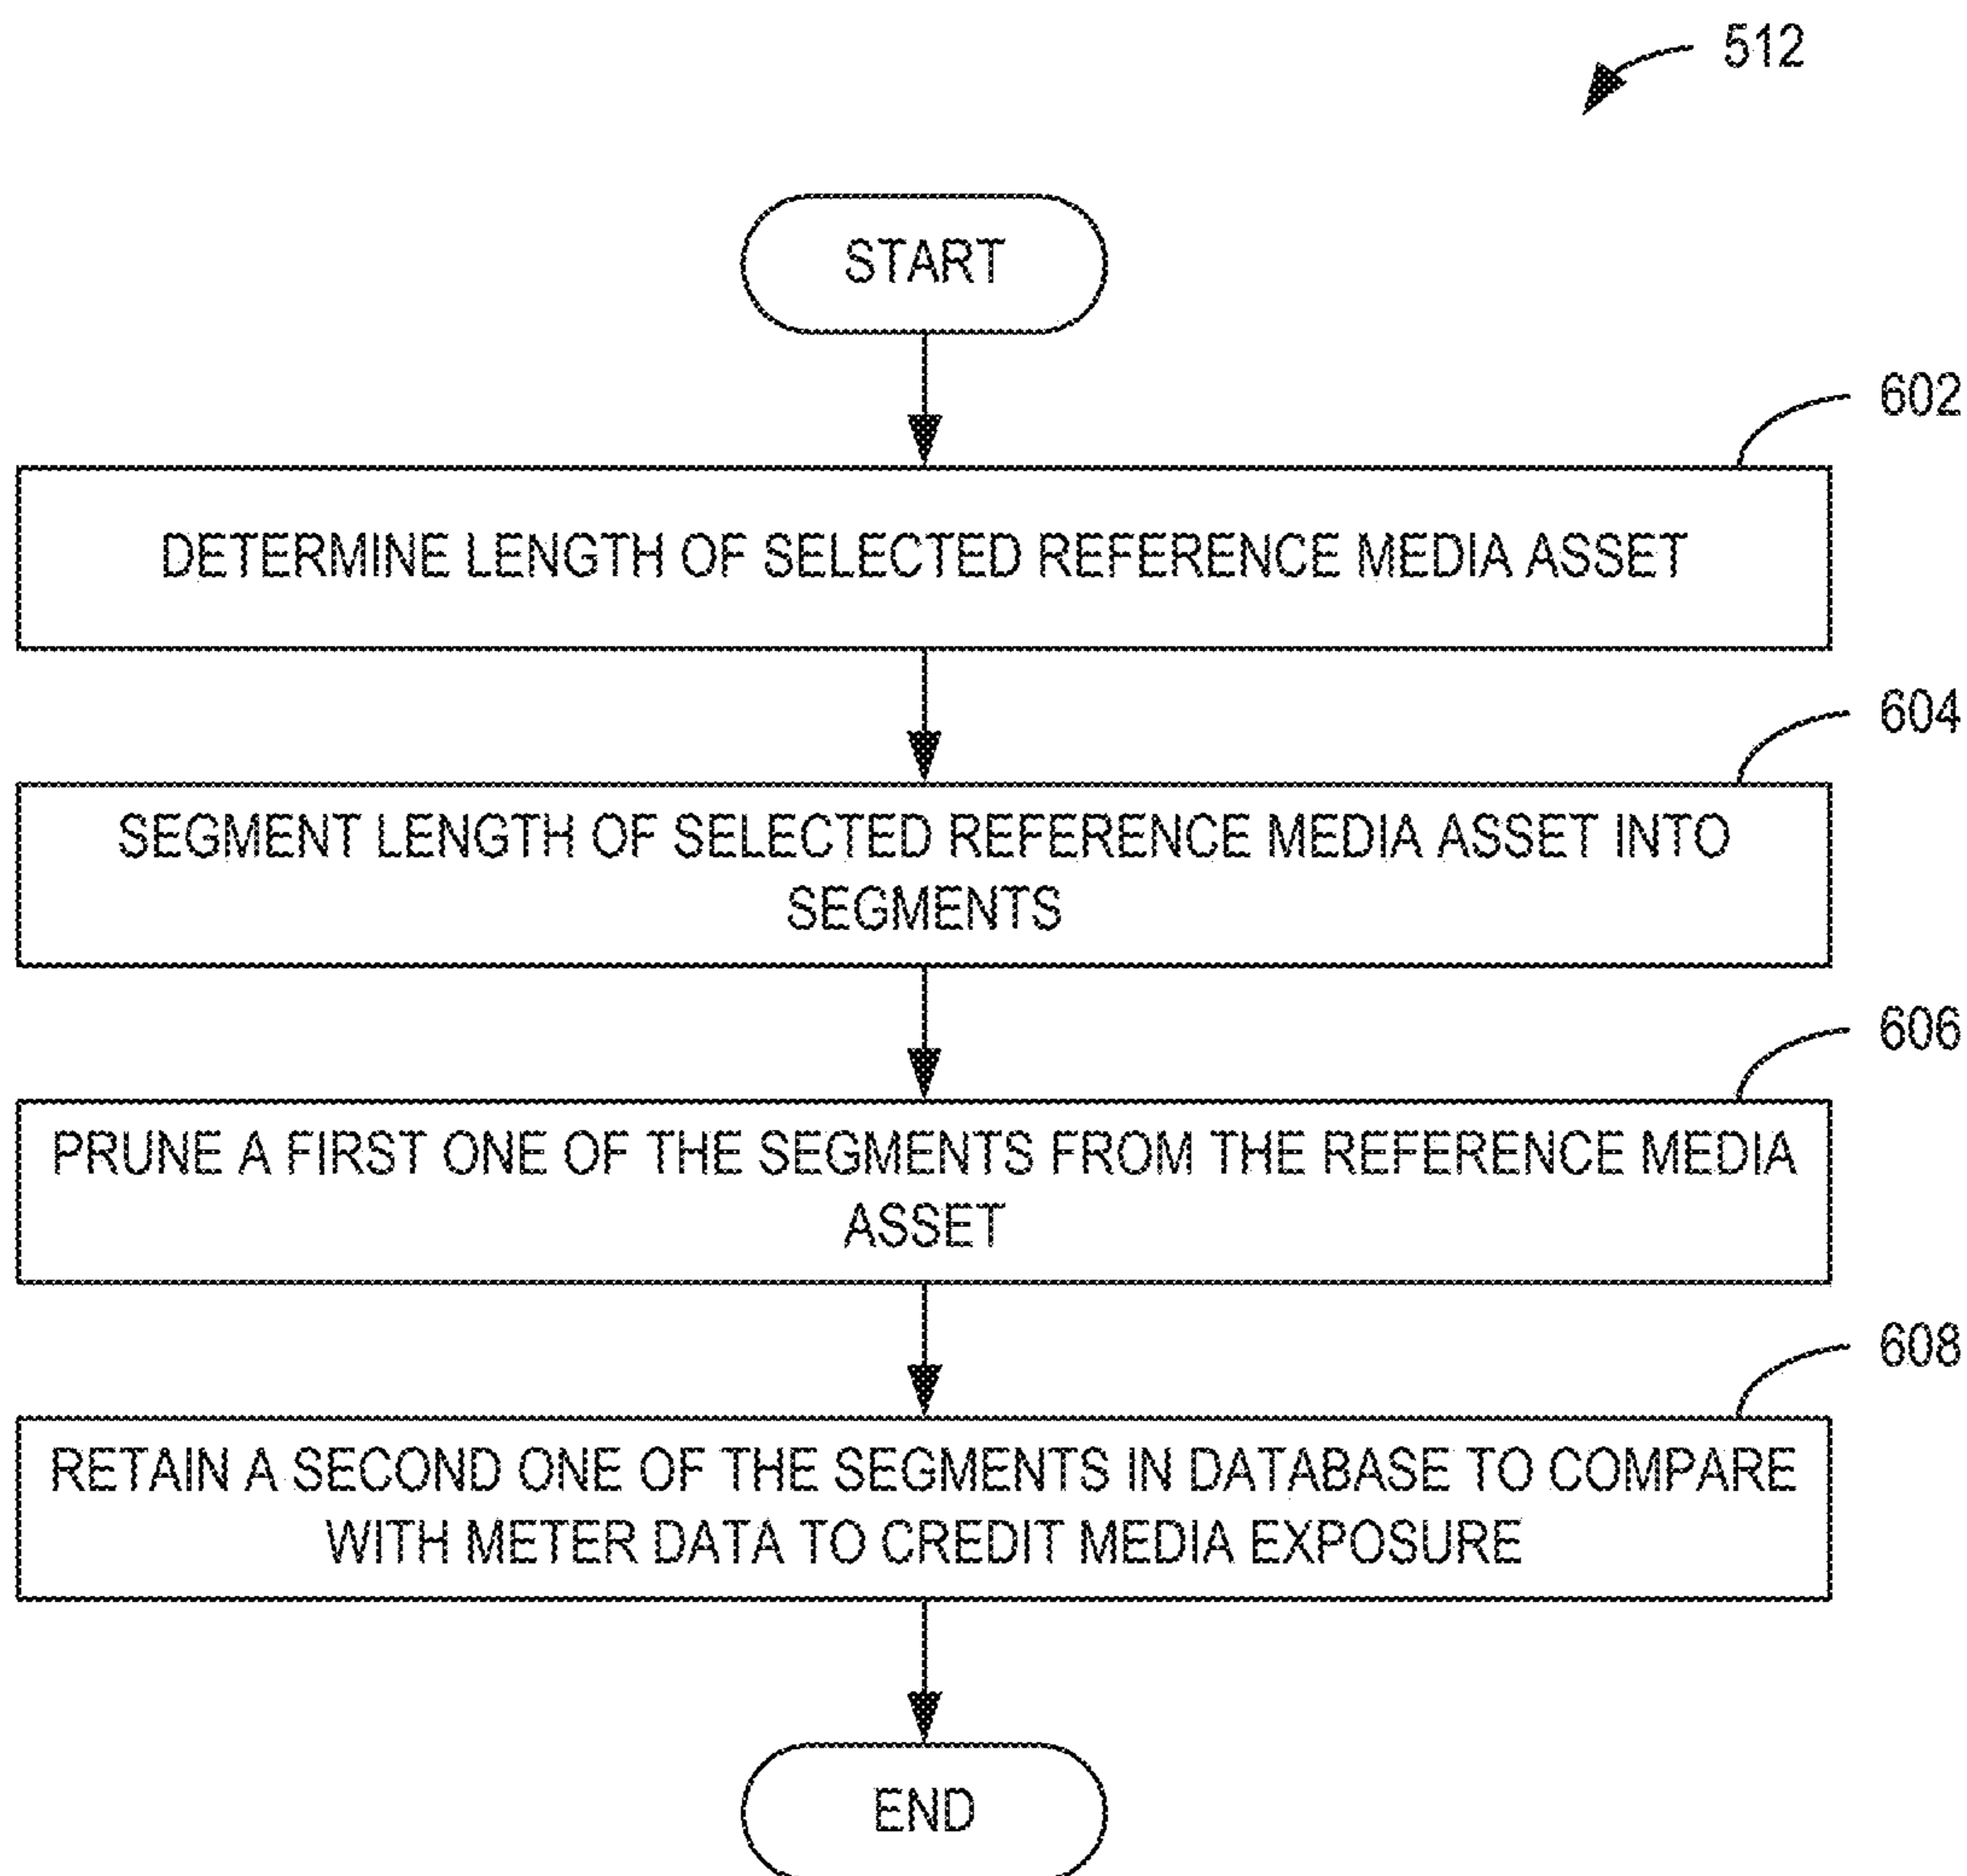 512
START
602
DETERMINE LENGTH OF SELECTED REFERENCE MEDIA ASSET
604
SEGMENT LENGTH OF SELECTED REFERENCE MEDIA ASSET INTO
SEGMENTS
606
PRUNE A FIRST ONE OF THE SEGMENTS FROM THE REFERENCE MEDIA
ASSET
608
RETAIN A SECOND ONE OF THE SEGMENTS IN DATABASE TO COMPARE
WITH METER DATA TO CREDIT MEDIA EXPOSURE
END